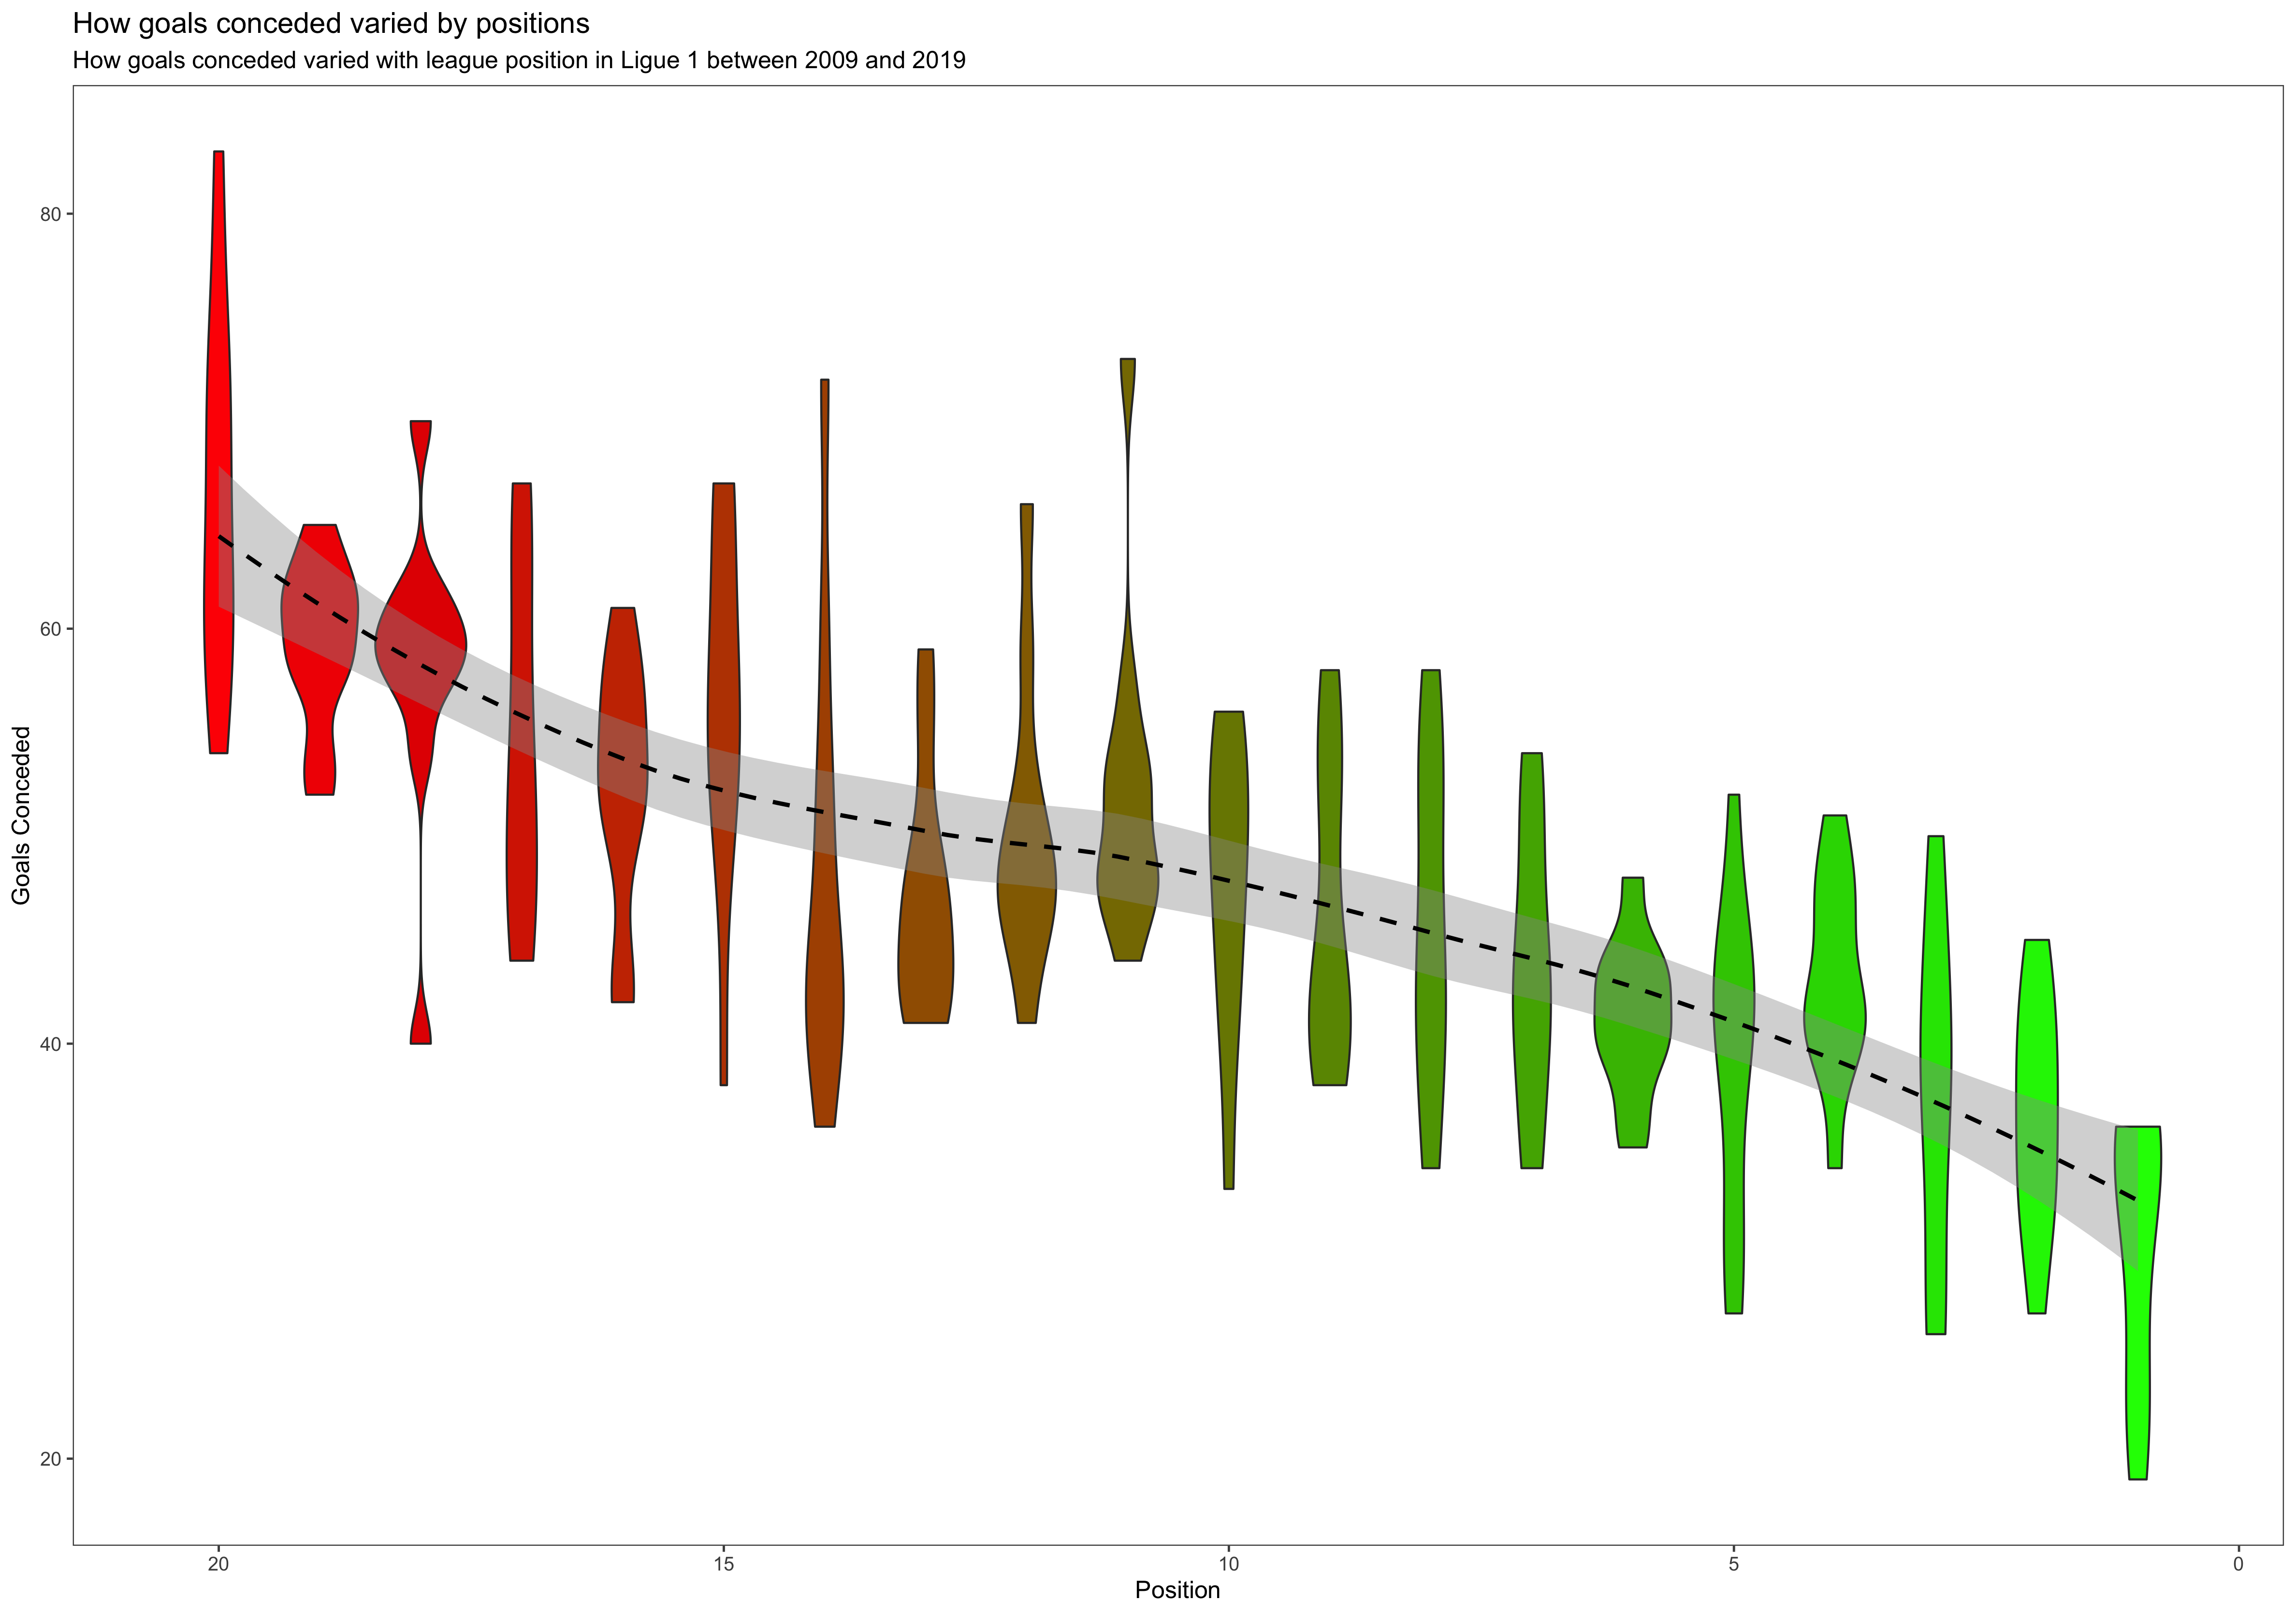 How goals conceded varied by positions
How goals conceded varied with league position in Ligue 1 between 2009 and 2019
80
60
40
20
Goals Conceded
20 15 10 5 0
Position